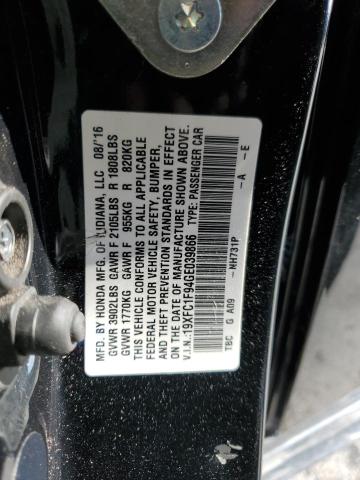 MFD. BY HONDA MFG. OF INDIANA, LLC 08/'16
GVWR 3902LBS GAWR F 2105LBS R 1808LBS
GVWR 1770KG GAWR F 955KG R 820KG
THIS VEHICLE CONFORMS TO ALL APPLICABLE
FEDERAL MOTOR VEHICLE SAFETY, BUMPER,
AND THEFT PREVENTION STANDARDS IN EFFECT
ON THE DATE OF MANUFACTURE SHOWN ABOVE.
V.I.N.:19XFC1F94GE039866 TYPE: PASSENGER CAR
TBC G A09 -NH731P -A -E